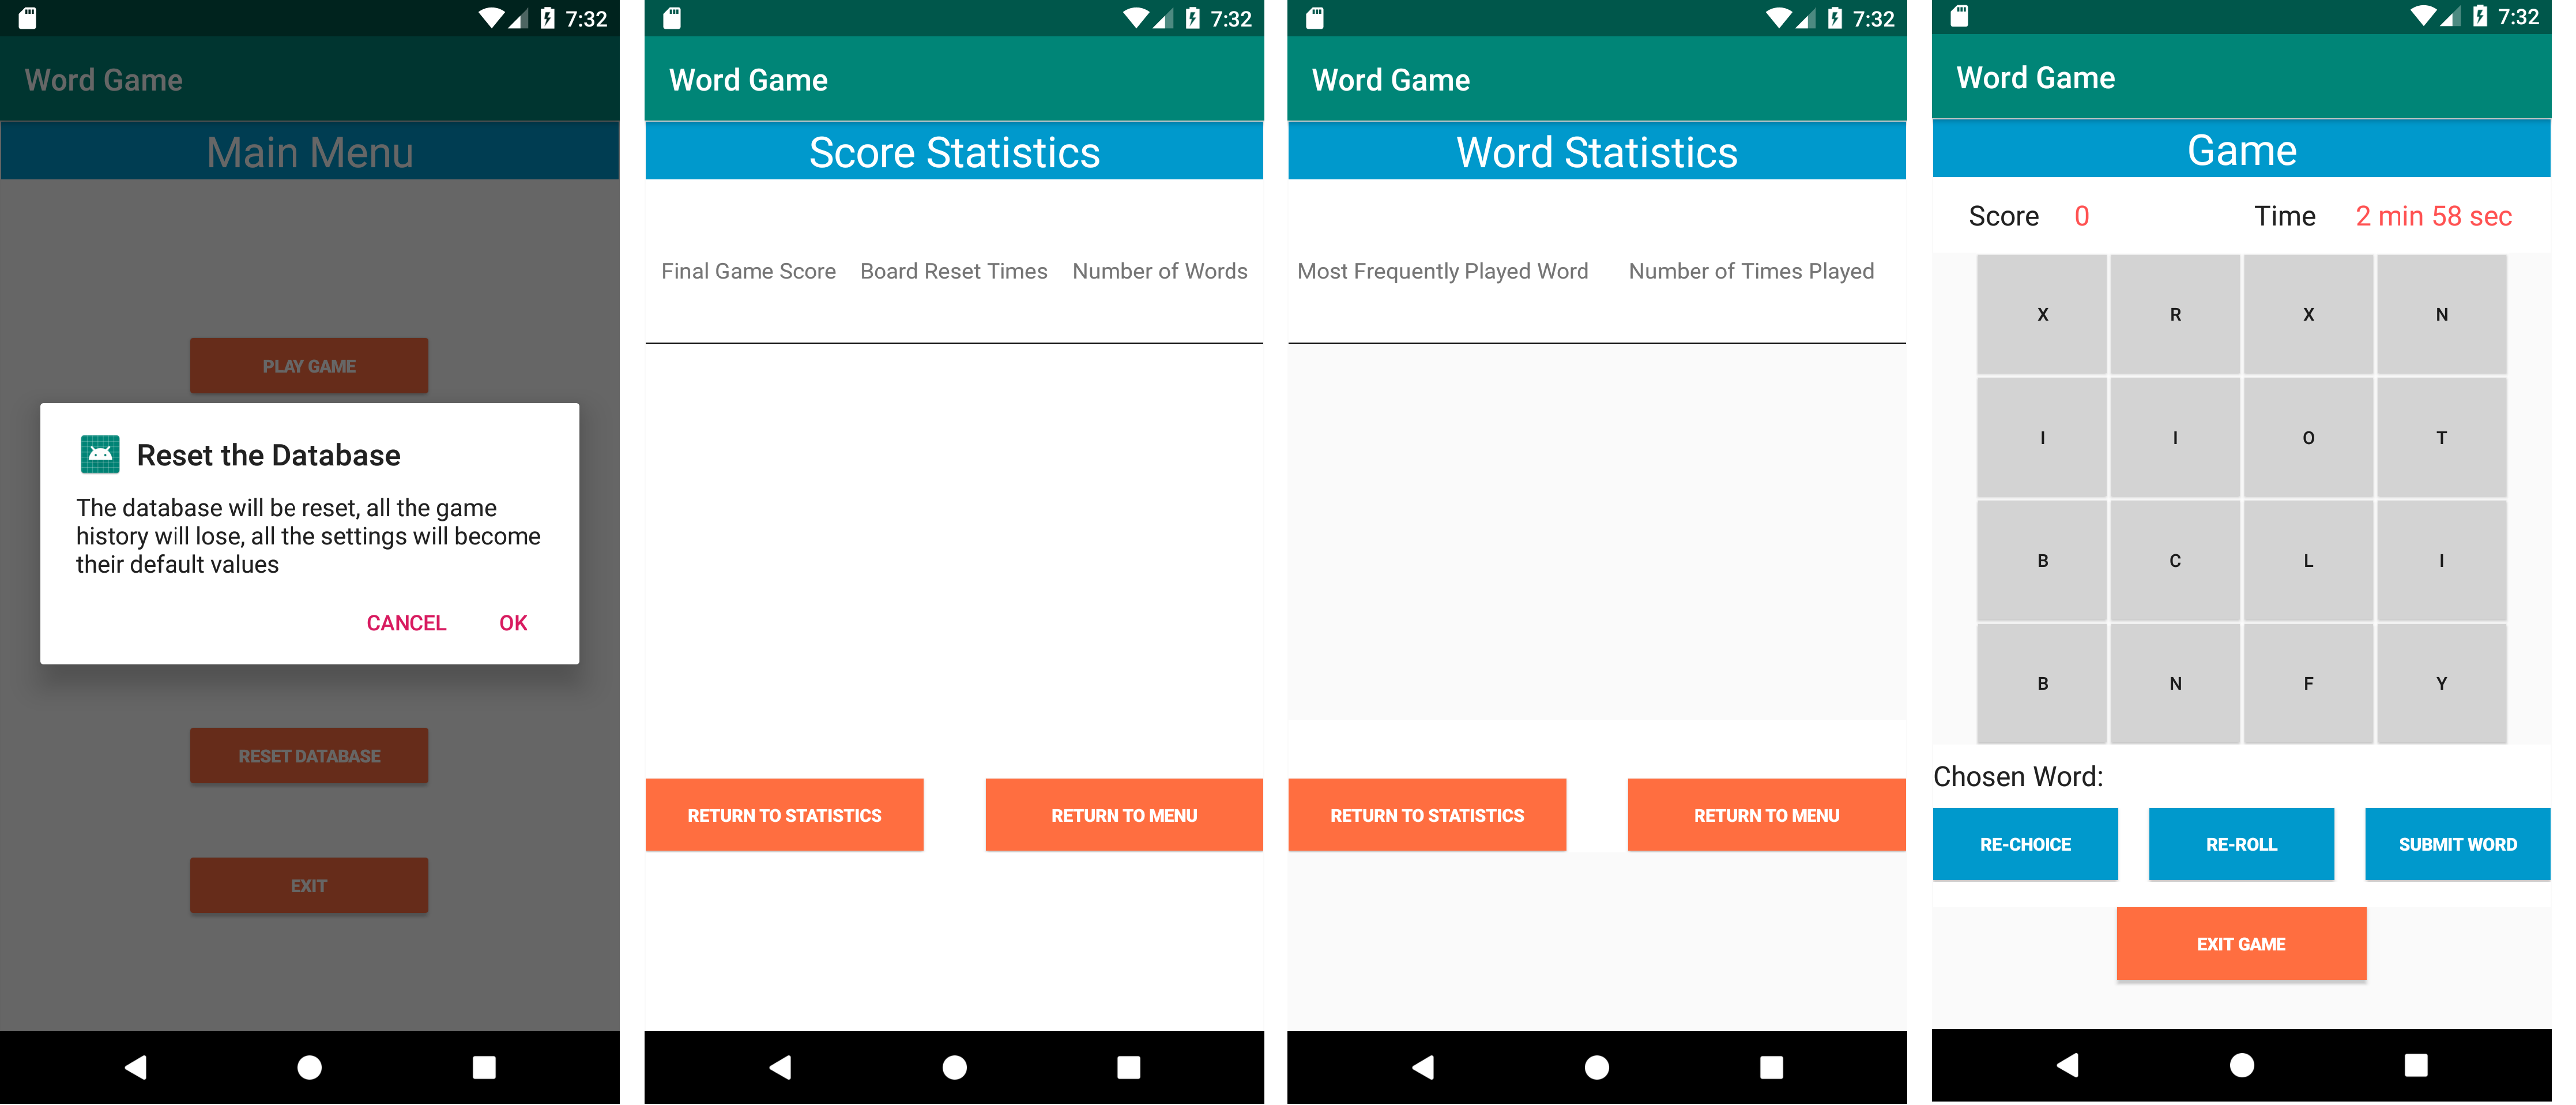 7:32
Word Game
Main Menu
PLAY GAME
Reset the Database
The database will be reset, all the game
history will lose, all the settings will become
their default values
CANCEL OK
RESET DATABASE
EXIT
7:32
Word Game
Score Statistics
Final Game Score Board Reset Times Number of Words
RETURN TO STATISTICS RETURN TO MENU
7:32
Word Game
Word Statistics
Most Frequently Played Word Number of Times Played
RETURN TO STATISTICS RETURN TO MENU
7:32
Word Game
Game
Score 0 Time 2 min 58 sec
X R X N
I I O T
B C L I
B N F Y
Chosen Word:
RE-CHOICE RE-ROLL SUBMIT WORD
EXIT GAME